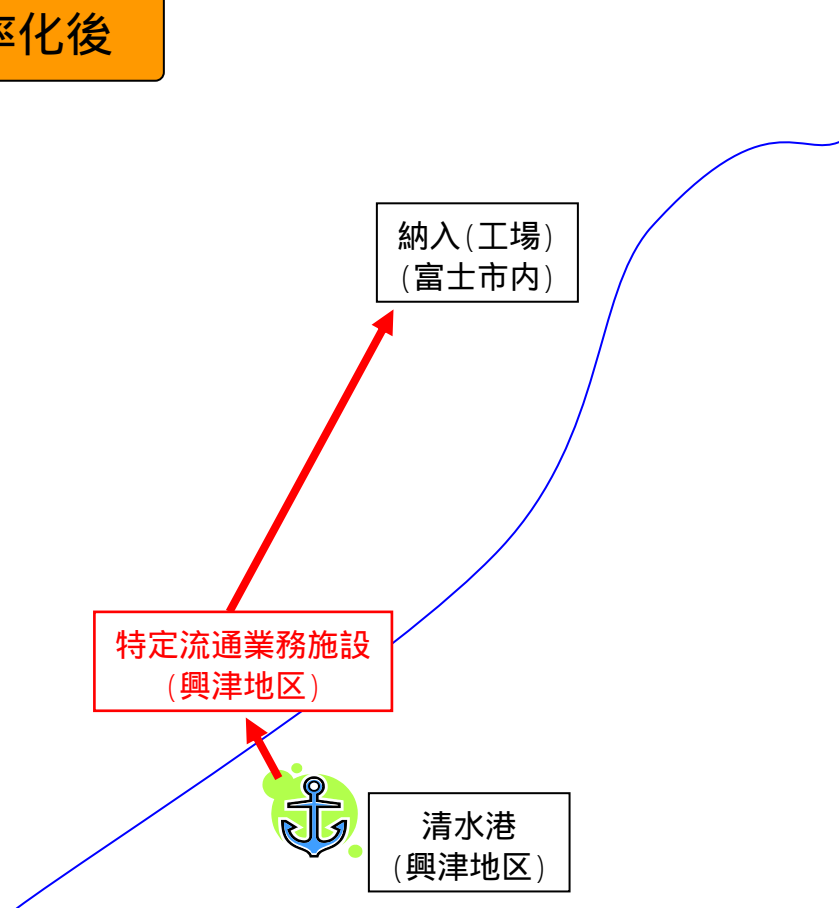 率化後
納入(工場)
(富士市内)
特定流通業務施設
(興津地区)
清水港
(興津地区)